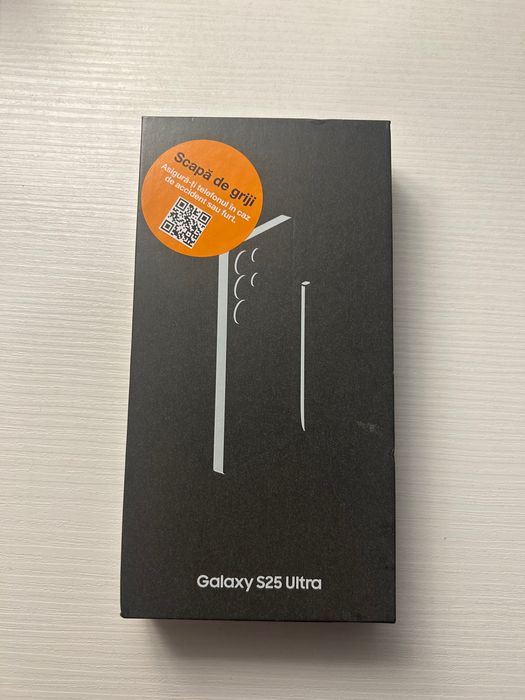 Scapă de griji
Asigură-ți telefonul în caz
de accident sau furt.
Galaxy S25 Ultra